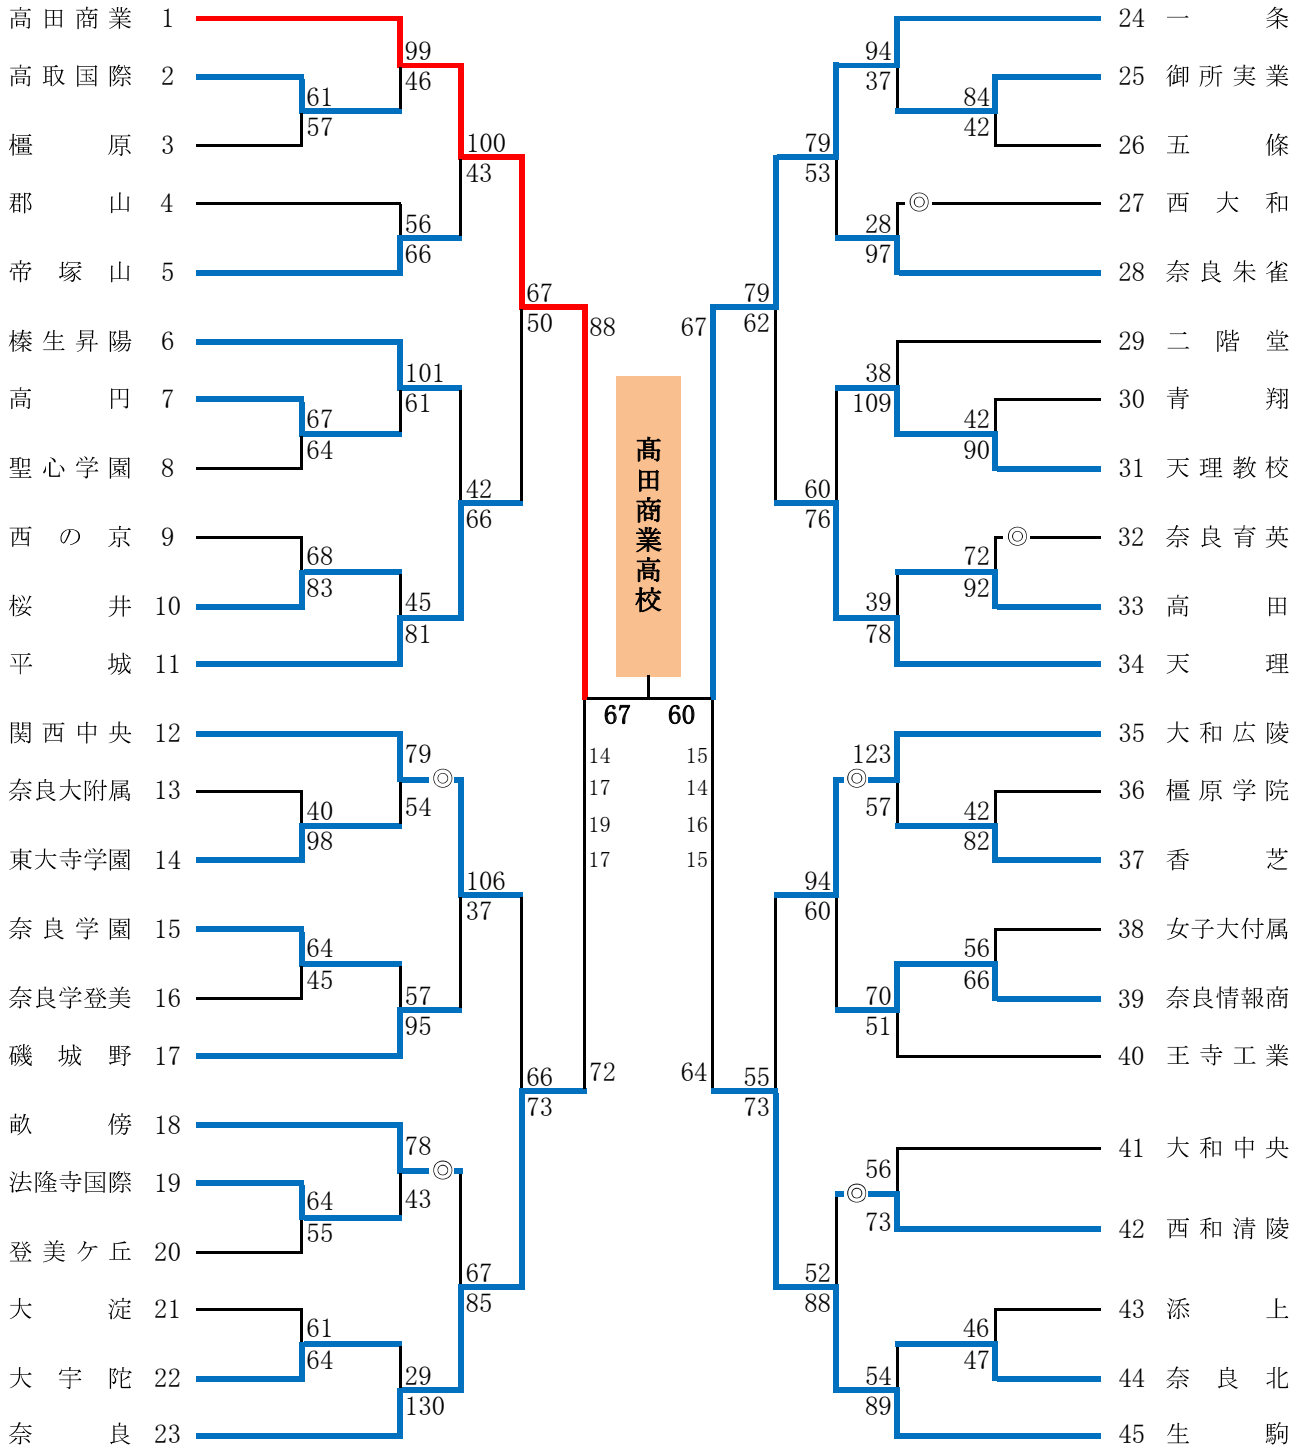 高田商業 1
高取国際 2
橿原 3
郡山 4
帝塚山 5
榛生昇陽 6
高円 7
聖心学園 8
西の京 9
桜井 10
平城 11
関西中央 12
奈良大附属 13
東大寺学園 14
奈良学園 15
奈良学登美 16
磯城野 17
畝傍 18
法隆寺国際 19
登美ケ丘 20
大淀 21
大宇陀 22
奈良 23
61
57
67
64
68
83
40
98
64
45
64
55
61
64
99
46
56
66
101
61
45
81
79
◎
54
57
95
78
◎
43
29
130
100
43
42
66
106
37
67
85
67
50
66
73
88
72
髙田商業高校
67 60
14 15
17 14
19 16
17 15
67
64
79
62
55
73
79
53
60
76
94
60
52
88
94
37
28
97
◎
38
109
39
78
123
◎
57
70
51
56
◎
73
54
89
84
42
42
90
72
92
◎
42
82
56
66
46
47
24 一条
25 御所実業
26 五條
27 西大和
28 奈良朱雀
29 二階堂
30 青翔
31 天理教校
32 奈良育英
33 高田
34 天理
35 大和広陵
36 橿原学院
37 香芝
38 女子大付属
39 奈良情報商
40 王寺工業
41 大和中央
42 西和清陵
43 添上
44 奈良北
45 生駒